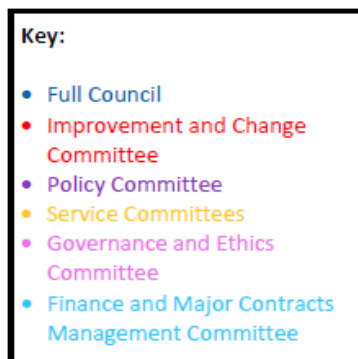 Key:
• Full Council
• Improvement and Change
Committee
• Policy Committee
• Service Committees
• Governance and Ethics
Committee
• Finance and Major Contracts
Management Committee